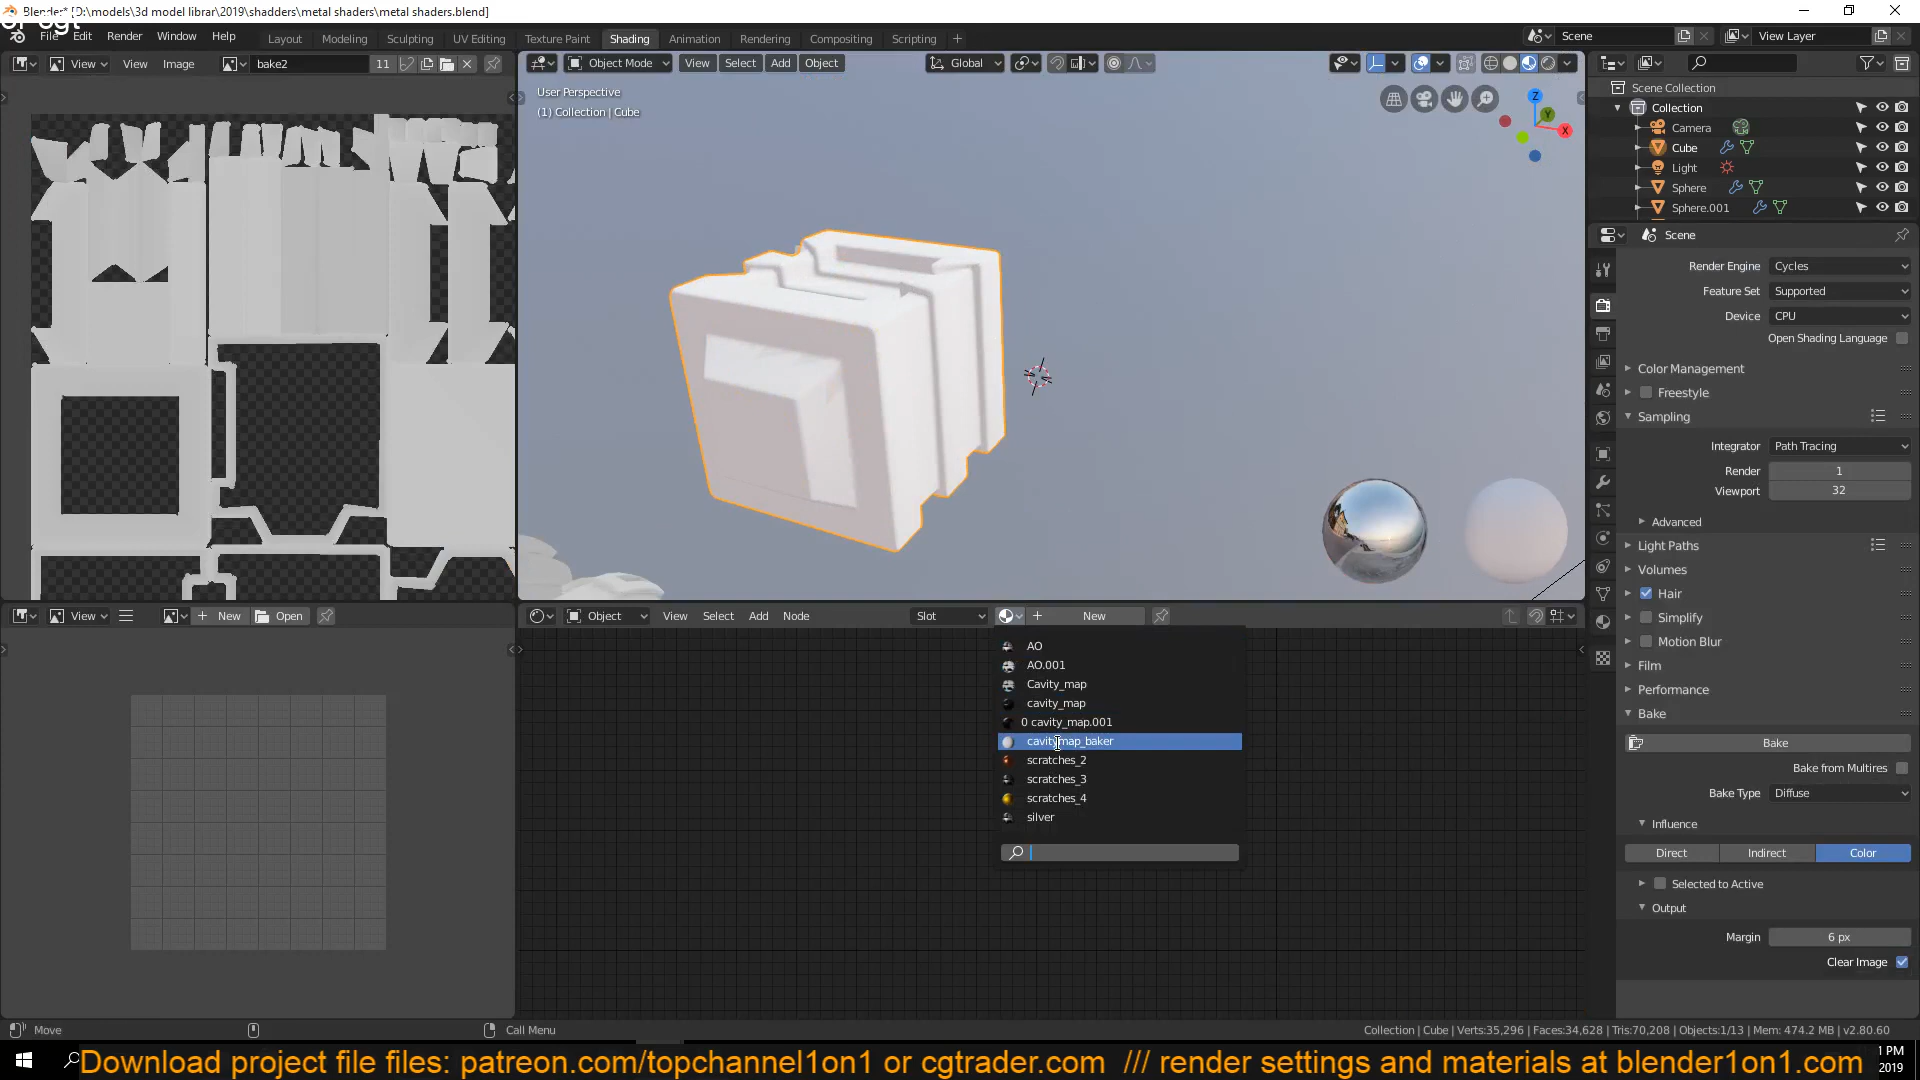 Blender* [D:\models\3d model librar\2019\shadders\metal shaders\metal shaders.blend]
File Edit Render Window Help Layout Modeling Sculpting UV Editing Texture Paint Shading Animation Rendering Compositing Scripting + Scene View Layer
View View Image bake2 11 Object Mode View Select Add Object Global
User Perspective
(1) Collection | Cube
Z
Y
X
Scene Collection
Collection
Camera
Cube
Light
Sphere
Sphere.001
Scene
Render Engine Cycles
Feature Set Supported
Device CPU
Open Shading Language
Color Management
Freestyle
Sampling
Integrator Path Tracing
Render 1
Viewport 32
Advanced
Light Paths
Volumes
Hair
Simplify
Motion Blur
Film
Performance
Bake
Bake
Bake from Multires
Bake Type Diffuse
Influence
Direct Indirect Color
Selected to Active
Output
Margin 6 px
Clear Image
View + New Open Object View Select Add Node Slot + New
AO
AO.001
Cavity_map
cavity_map
0 cavity_map.001
cavitymap_baker
scratches_2
scratches_3
scratches_4
silver
Move Call Menu Collection | Cube | Verts:35,296 | Faces:34,628 | Tris:70,208 | Objects:1/13 | Mem: 474.2 MB | v2.80.60
Download project file files: patreon.com/topchannel1on1 or cgtrader.com /// render settings and materials at blender1on1.com
1 PM
2019